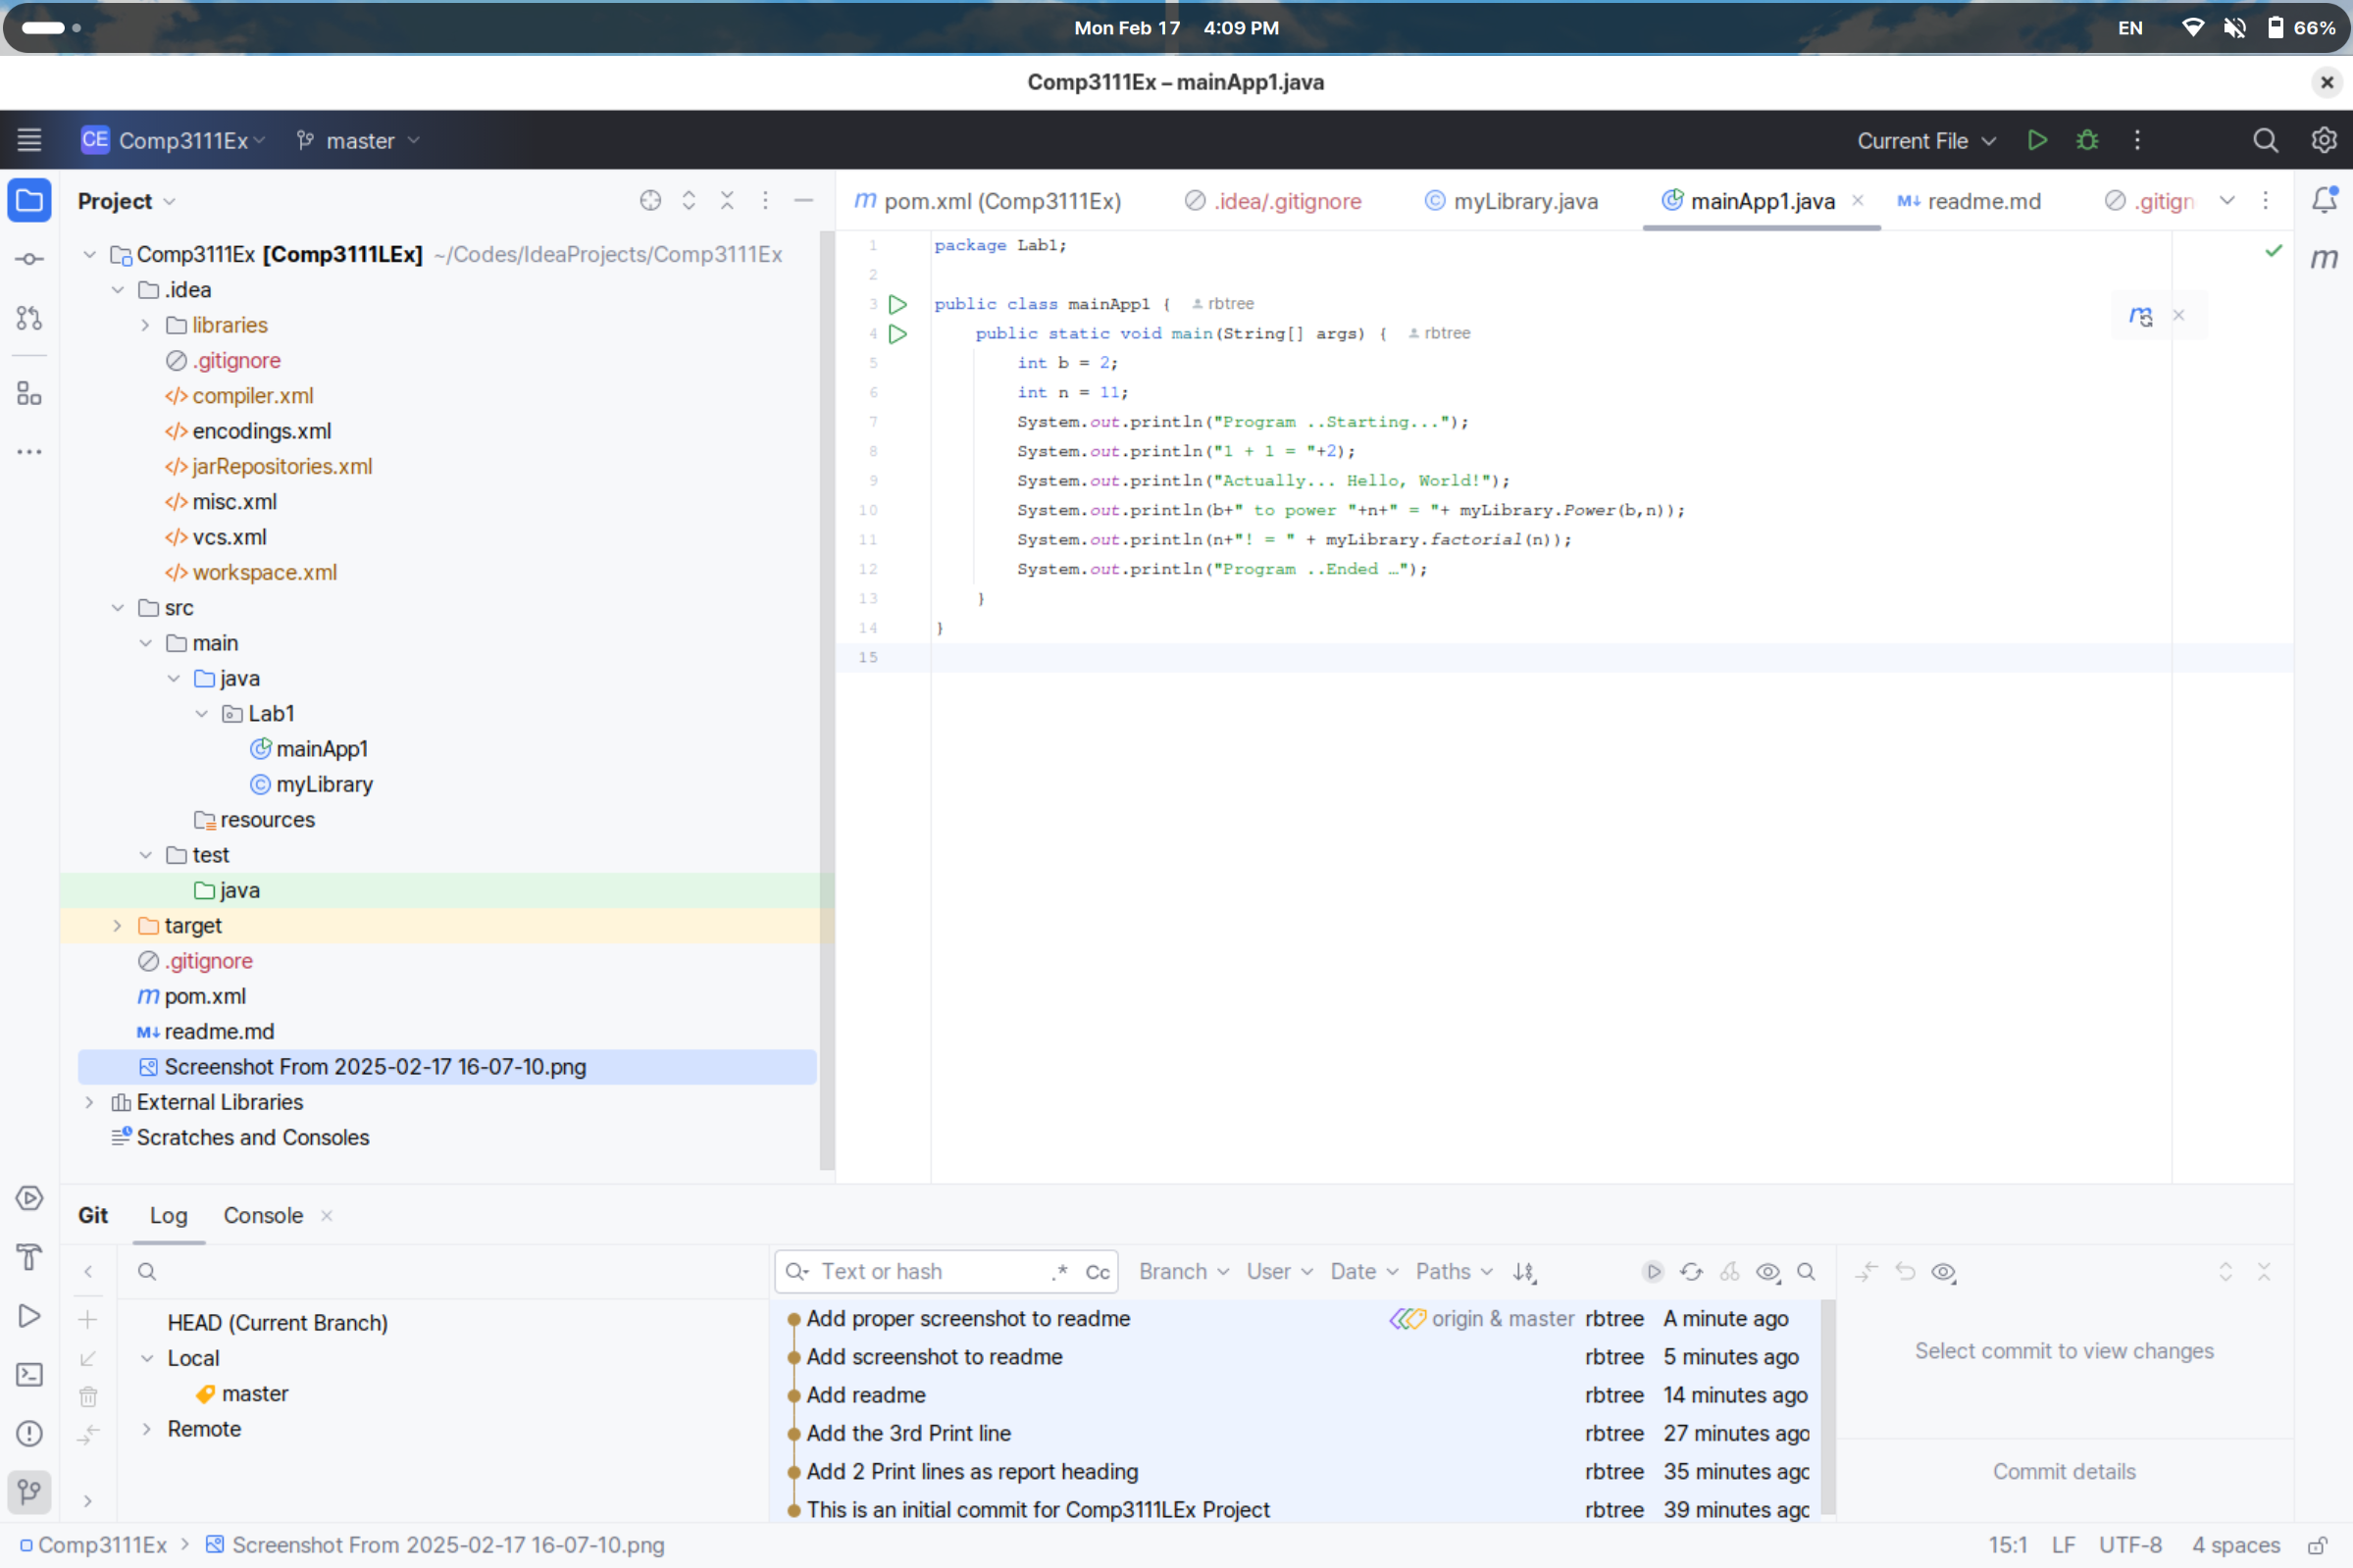 Mon Feb 17 4:09 PM
EN 66%
Comp3111Ex – mainApp1.java
CE Comp3111Ex master
Current File
Project
pom.xml (Comp3111Ex) .idea/.gitignore myLibrary.java mainApp1.java readme.md .gitign
Comp3111Ex [Comp3111LEx] ~/Codes/IdeaProjects/Comp3111Ex
.idea
libraries
.gitignore
compiler.xml
encodings.xml
jarRepositories.xml
misc.xml
vcs.xml
workspace.xml
src
main
java
Lab1
mainApp1
myLibrary
resources
test
java
target
.gitignore
pom.xml
readme.md
Screenshot From 2025-02-17 16-07-10.png
External Libraries
Scratches and Consoles
1 package Lab1;
2
3 public class mainApp1 { rbtree
4 public static void main(String[] args) { rbtree
5 int b = 2;
6 int n = 11;
7 System.out.println("Program ..Starting...");
8 System.out.println("1 + 1 = "+2);
9 System.out.println("Actually... Hello, World!");
10 System.out.println(b+" to power "+n+" = "+ myLibrary.Power(b,n));
11 System.out.println(n+"! = " + myLibrary.factorial(n));
12 System.out.println("Program ..Ended …");
13 }
14 }
15
Git Log Console
HEAD (Current Branch)
Local
master
Remote
Text or hash .* Cc Branch User Date Paths
Add proper screenshot to readme origin & master rbtree A minute ago
Add screenshot to readme rbtree 5 minutes ago
Add readme rbtree 14 minutes ago
Add the 3rd Print line rbtree 27 minutes ago
Add 2 Print lines as report heading rbtree 35 minutes ago
This is an initial commit for Comp3111LEx Project rbtree 39 minutes ago
Select commit to view changes
Commit details
Comp3111Ex Screenshot From 2025-02-17 16-07-10.png
15:1 LF UTF-8 4 spaces